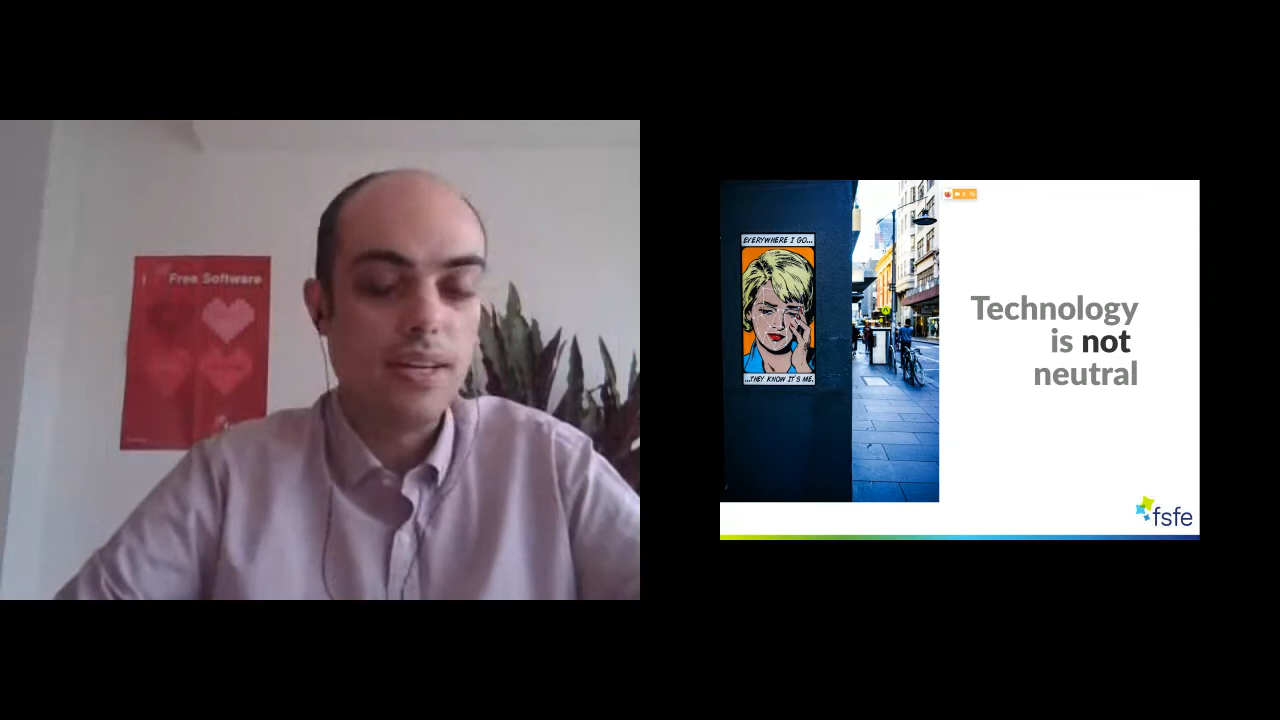 Free Software
EVERYWHERE I GO...
...THEY KNOW IT'S ME.
Technology
is not
neutral
fsfe